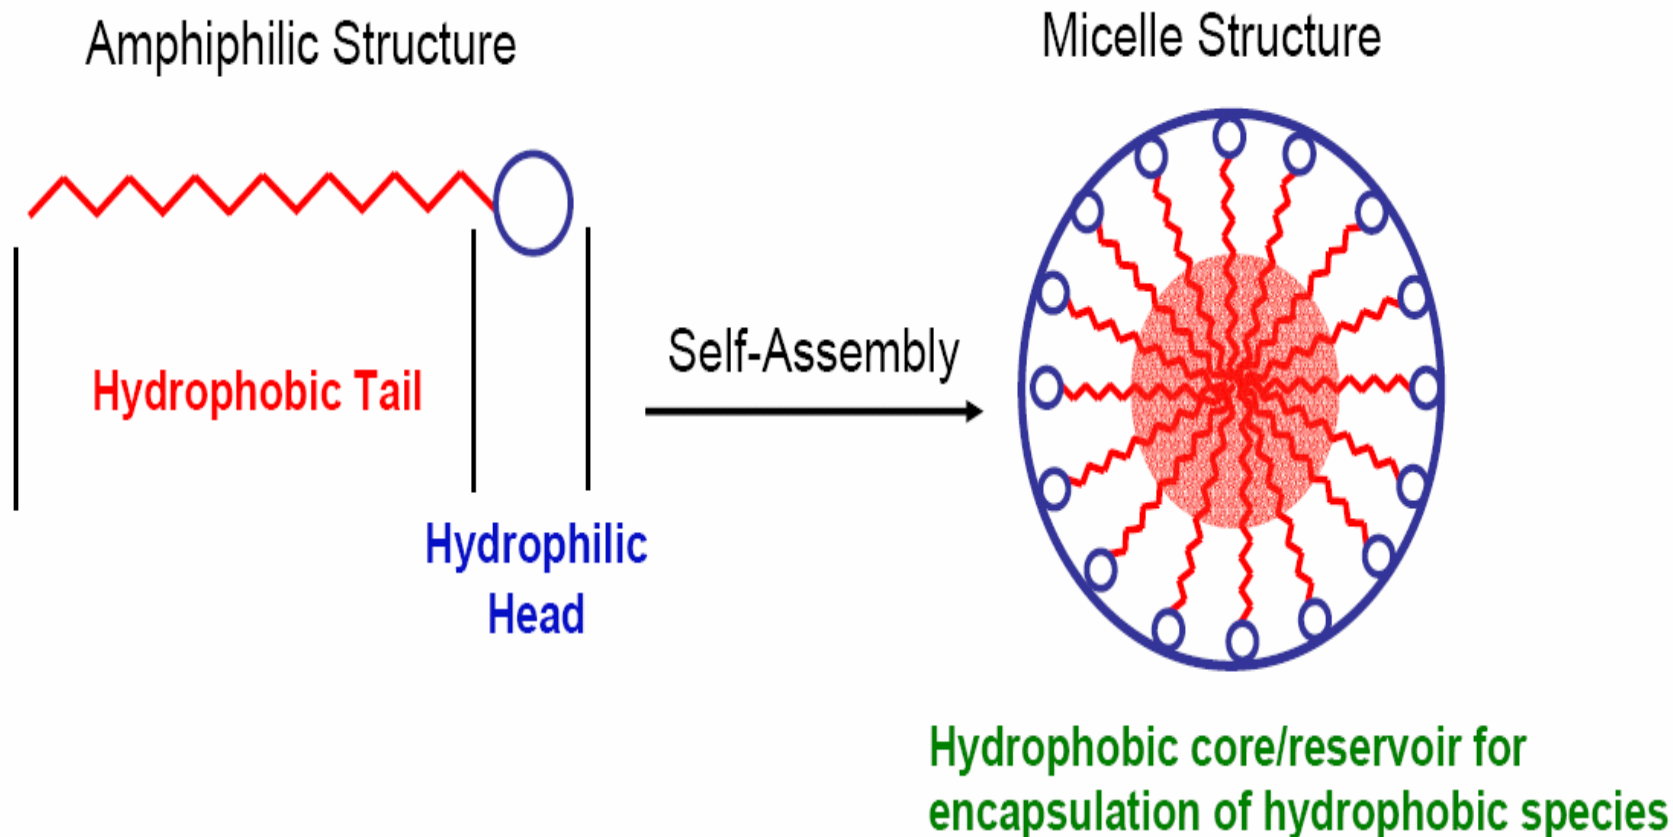 Amphiphilic Structure
Micelle Structure
Hydrophobic Tail
Self-Assembly
Hydrophilic
Head
Hydrophobic core/reservoir for
encapsulation of hydrophobic species